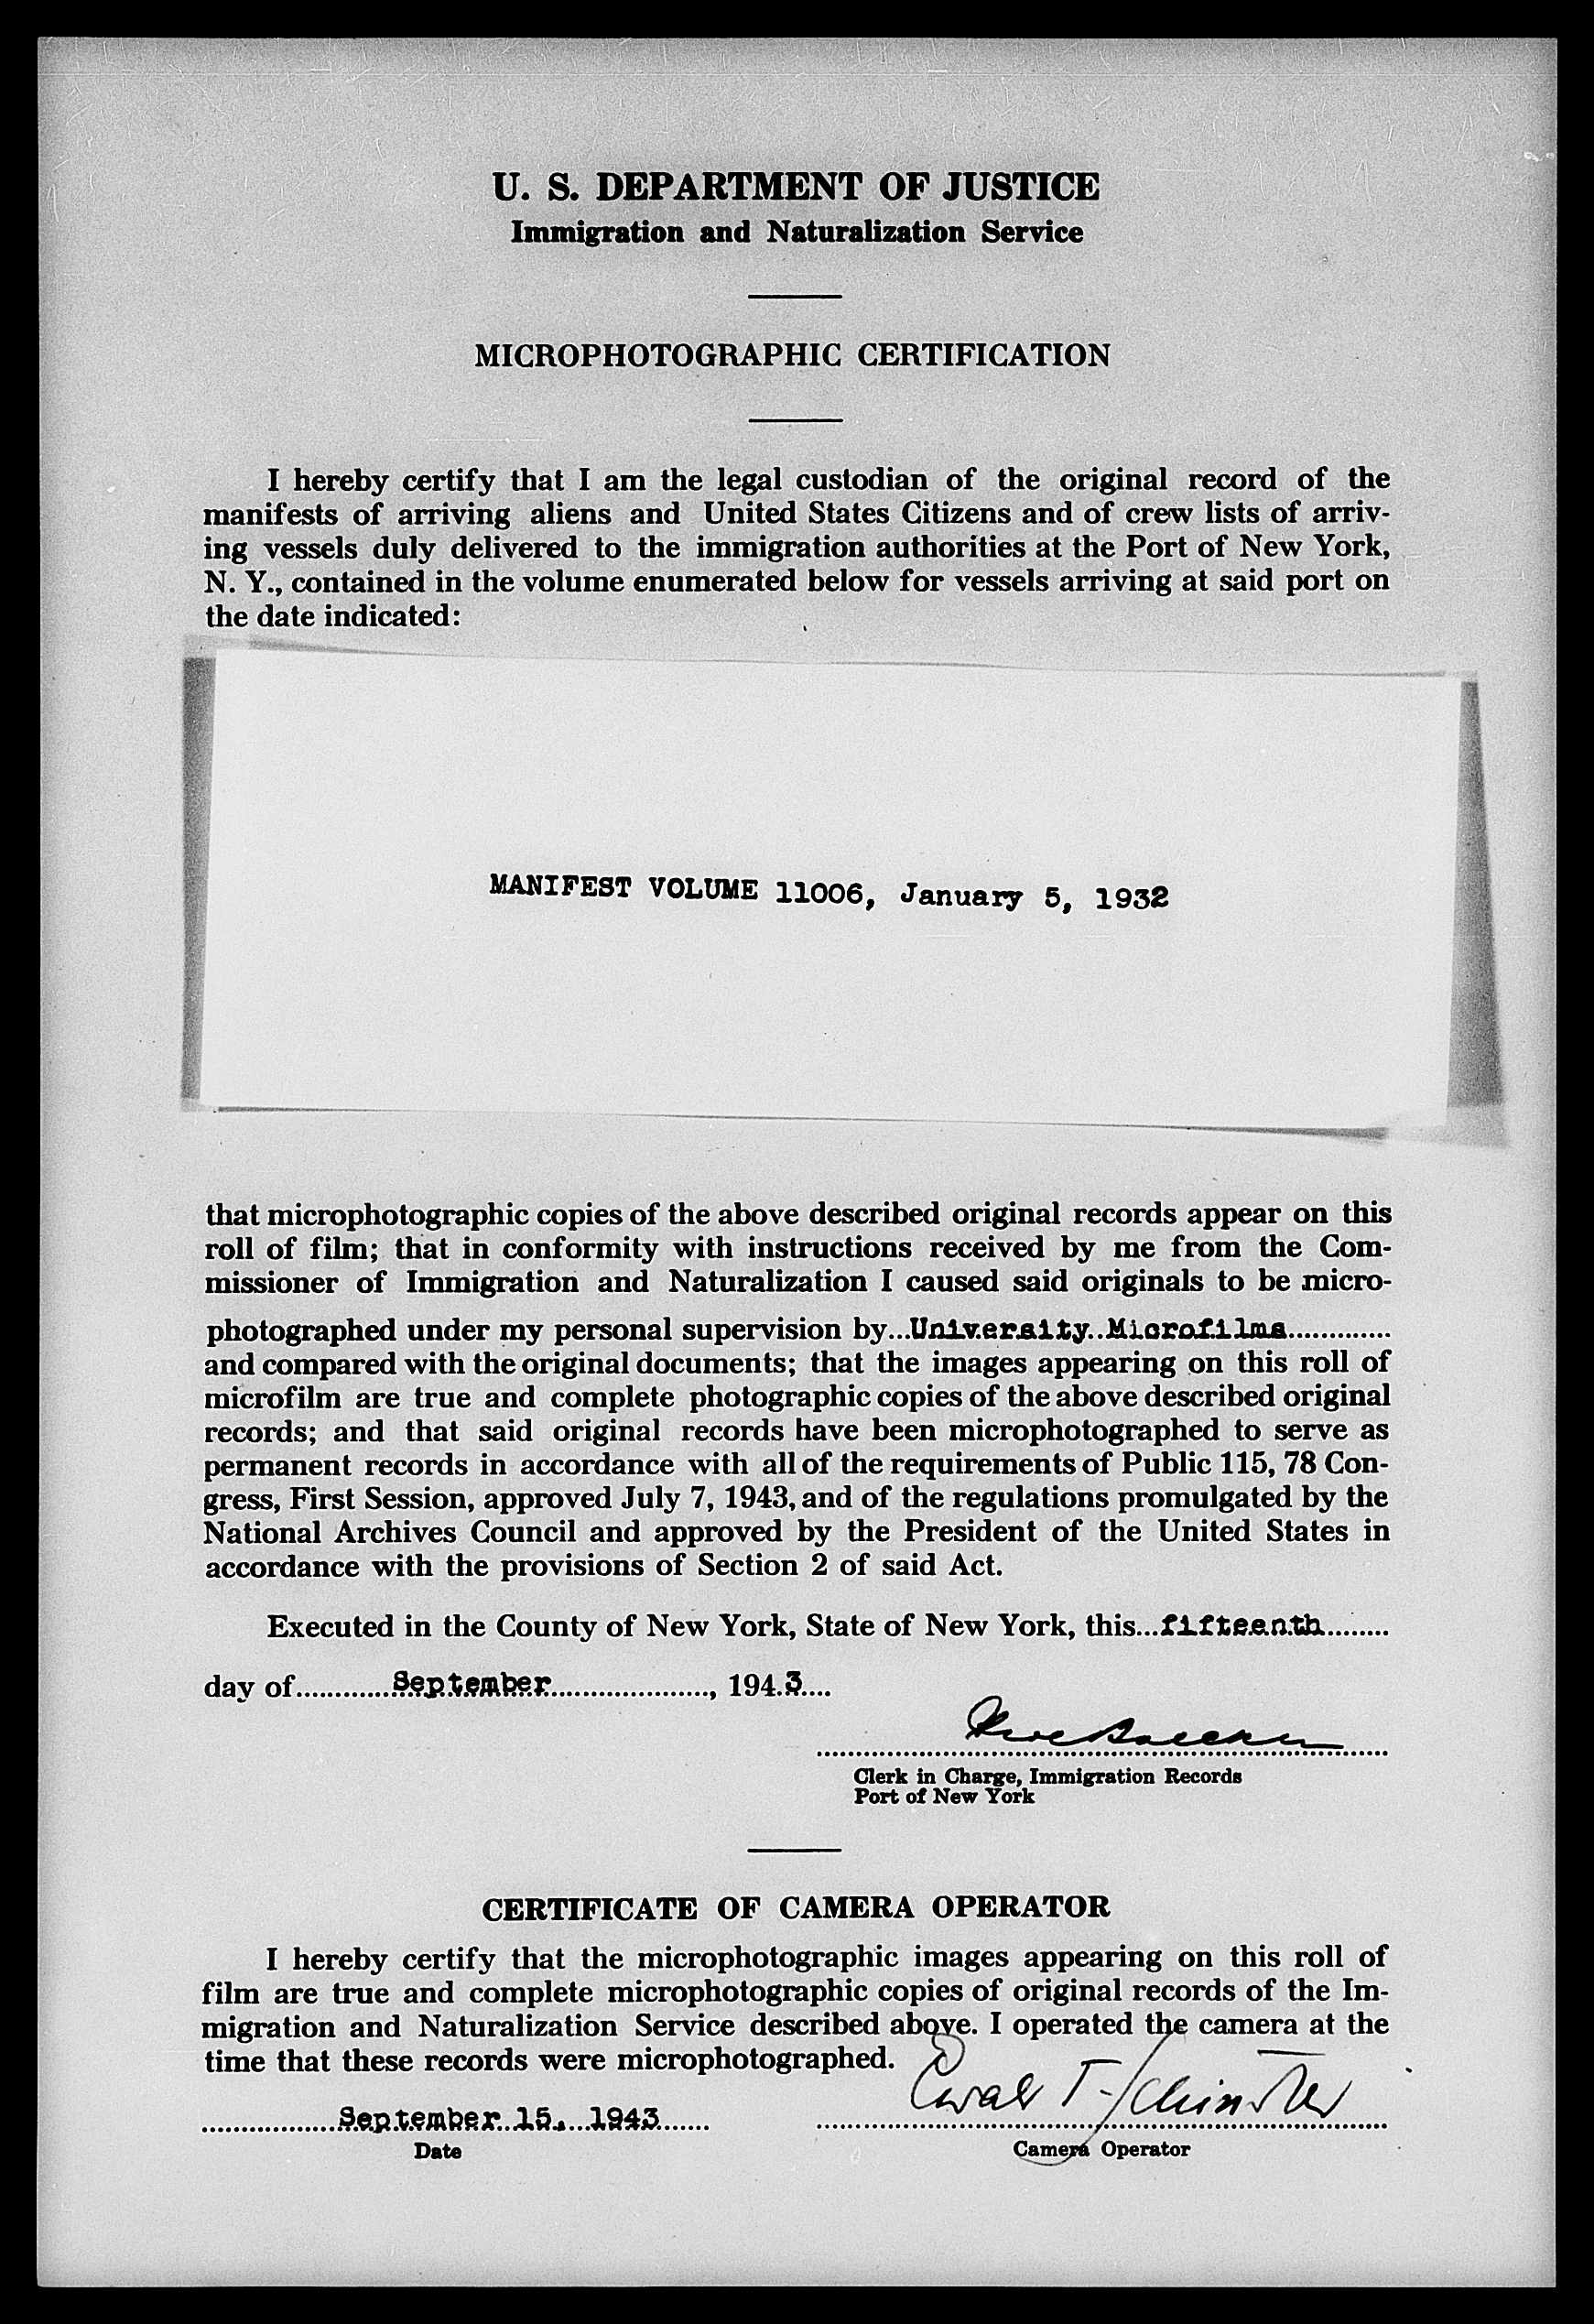 U. S. DEPARTMENT OF JUSTICE
Immigration and Naturalization Service
MICROPHOTOGRAPHIC CERTIFICATION
I hereby certify that I am the legal custodian of the original record of the
manifests of arriving aliens and United States Citizens and of crew lists of arriv-
ing vessels duly delivered to the immigration authorities at the Port of New York,
N. Y., contained in the volume enumerated below for vessels arriving at said port on
the date indicated:
MANIFEST VOLUME 11006, January 5, 1932
that microphotographic copies of the above described original records appear on this
roll of film; that in conformity with instructions received by me from the Com-
missioner of Immigration and Naturalization I caused said originals to be micro-
photographed under my personal supervision by...University Microfilms..............
and compared with the original documents; that the images appearing on this roll of
microfilm are true and complete photographic copies of the above described original
records; and that said original records have been microphotographed to serve as
permanent records in accordance with all of the requirements of Public 115, 78 Con-
gress, First Session, approved July 7, 1943, and of the regulations promulgated by the
National Archives Council and approved by the President of the United States in
accordance with the provisions of Section 2 of said Act.
Executed in the County of New York, State of New York, this...fifteenth.........
day of............September....................., 194.3....
Clerk in Charge, Immigration Records
Port of New York
CERTIFICATE OF CAMERA OPERATOR
I hereby certify that the microphotographic images appearing on this roll of
film are true and complete microphotographic copies of original records of the Im-
migration and Naturalization Service described above. I operated the camera at the
time that these records were microphotographed.
..................September 15, 1943......
Date
Camera Operator